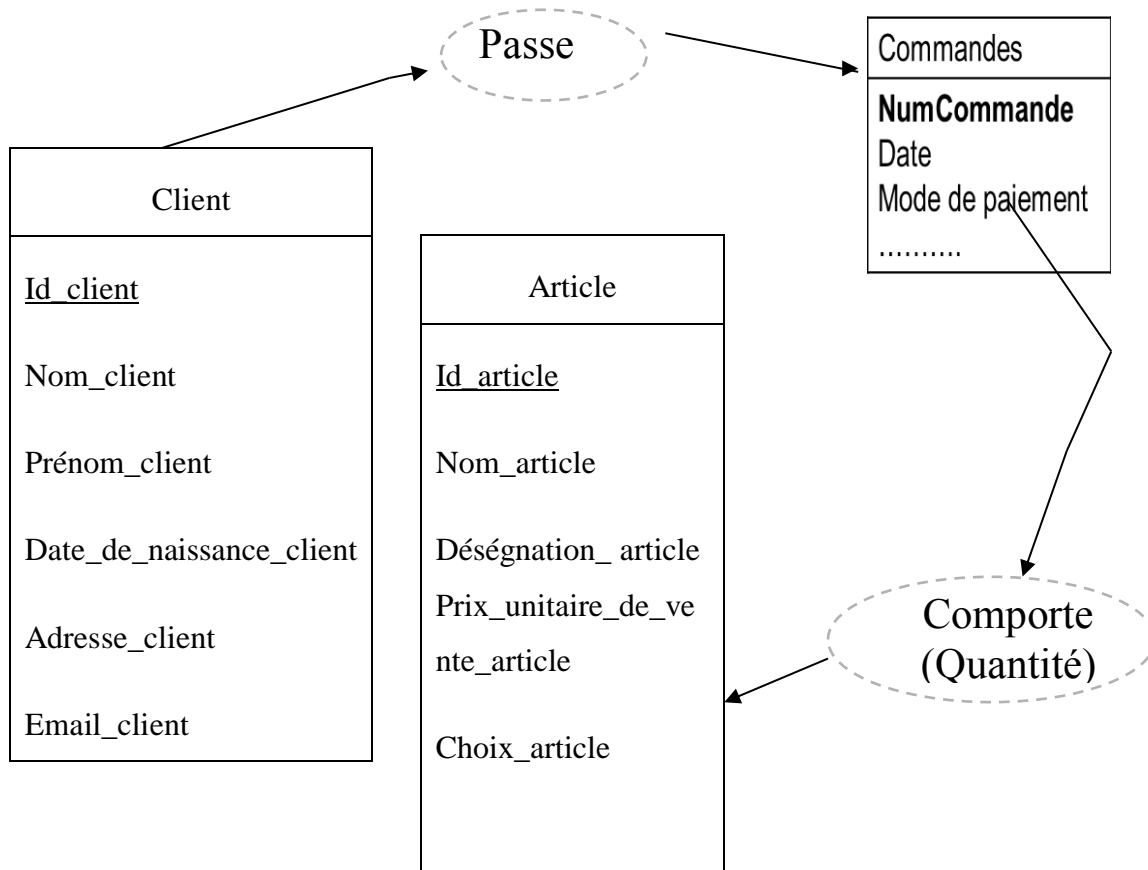 Passe
Commandes
NumCommande
Date
Mode de paiement
..........
Client
Id_client
Nom_client
Prénom_client
Date_de_naissance_client
Adresse_client
Email_client
Article
Id_article
Nom_article
Déségnation_ article
Prix_unitaire_de_ve
nte_article
Choix_article
Comporte
(Quantité)